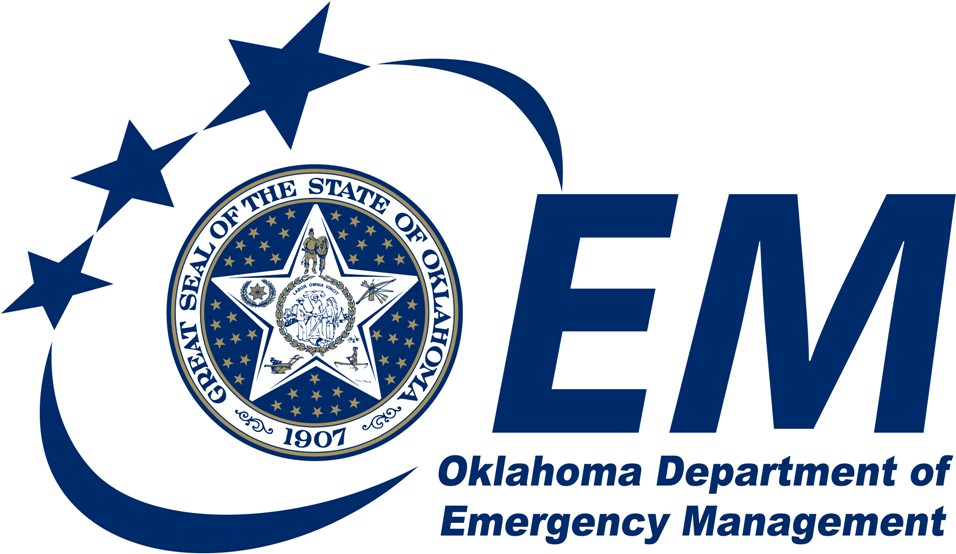 GREAT SEAL OF THE STATE OF OKLAHOMA
LABOR OMNIA VINCIT
1907
EM
Oklahoma Department of
Emergency Management